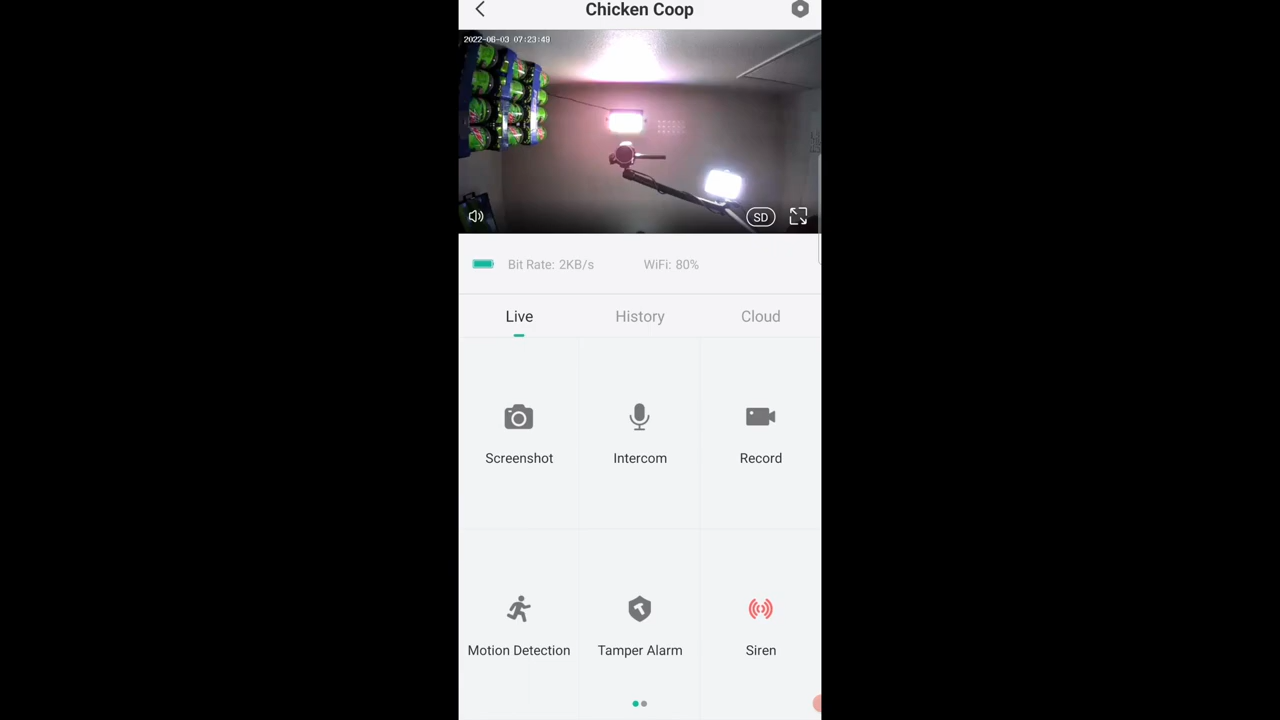 Chicken Coop
2022-06-03 07:23:49
SD
Bit Rate: 2KB/s WiFi: 80%
Live History Cloud
Screenshot Intercom Record
Motion Detection Tamper Alarm Siren